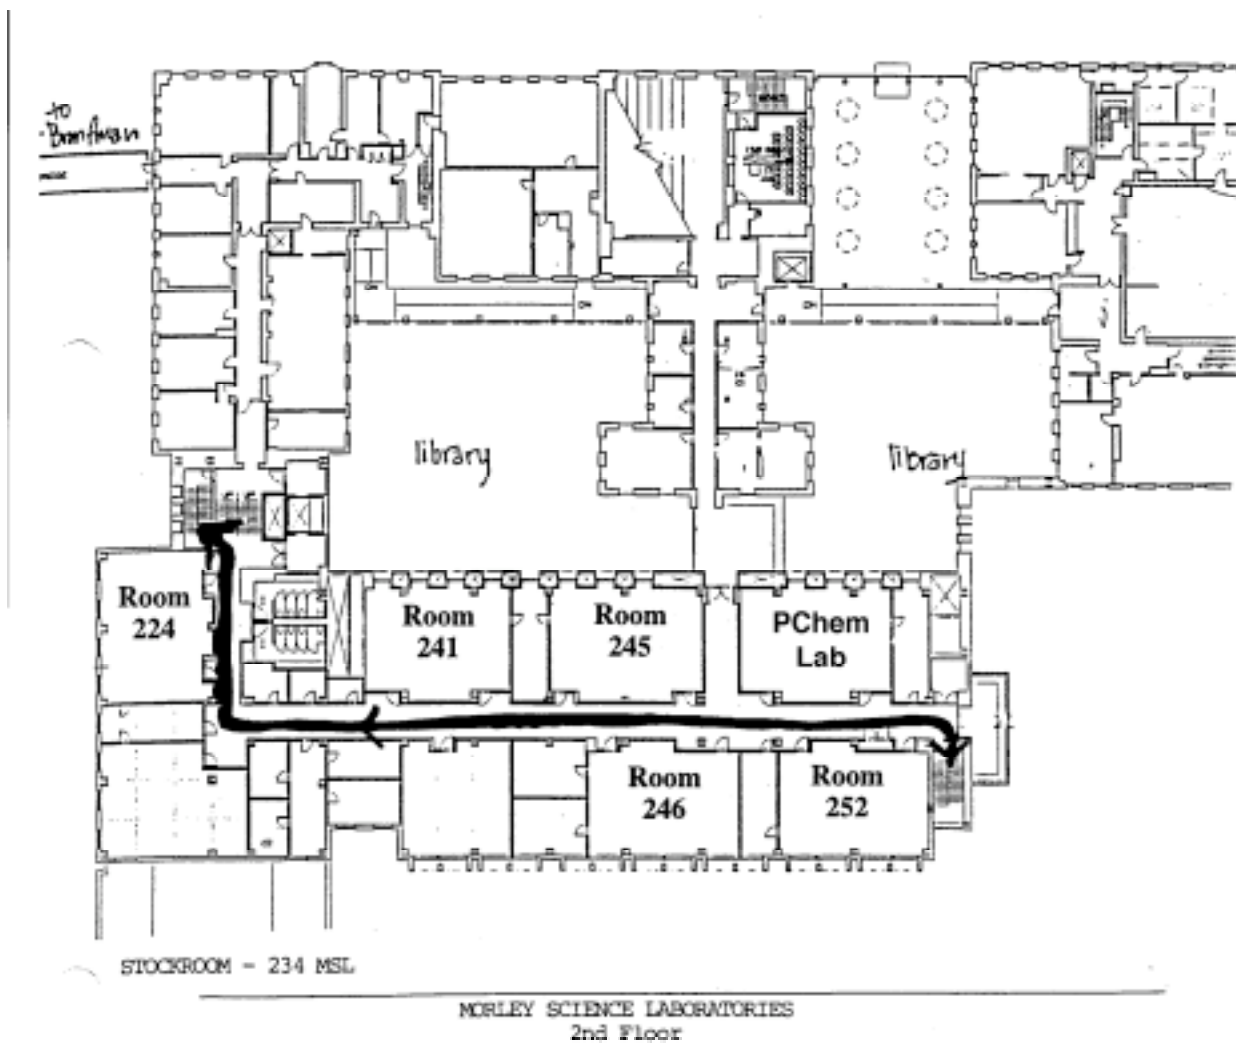 to
library
library
Room
224
Room
241
Room
245
PChem
Lab
Room
246
Room
252
STOCKROOM - 234 MSL
MORLEY SCIENCE LABORATORIES
2nd Floor